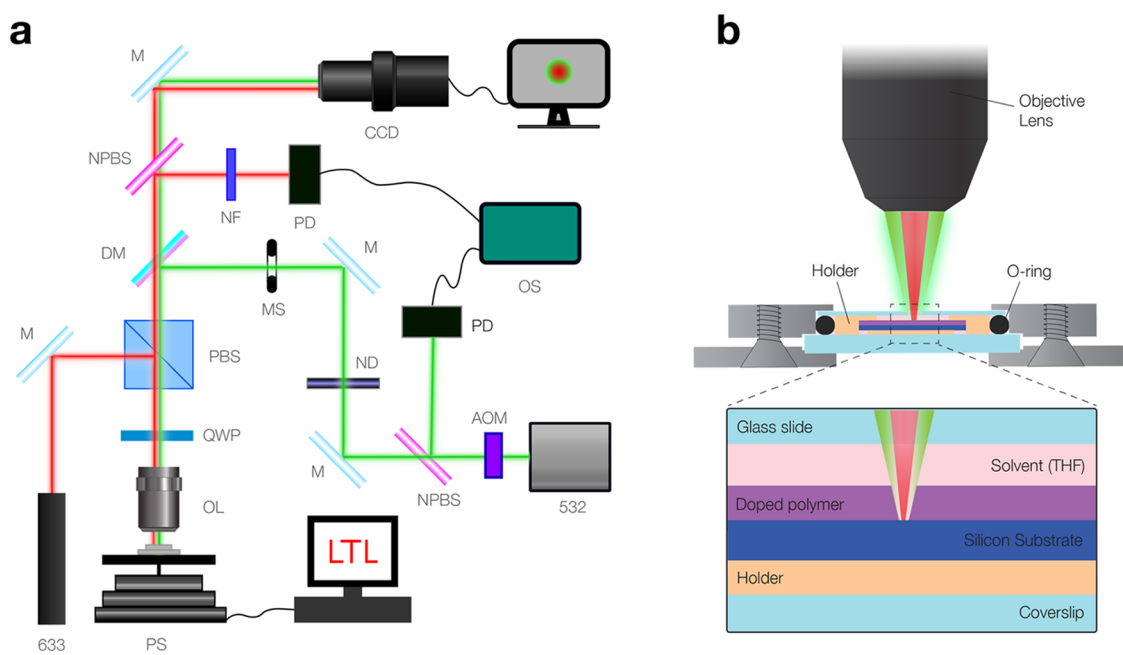 a
M
CCD
NPBS
NF
PD
DM
MS
M
OS
PD
M
PBS
ND
AOM
QWP
M
NPBS
532
OL
LTL
633
PS
b
Objective
Lens
Holder
O-ring
Glass slide
Solvent (THF)
Doped polymer
Silicon Substrate
Holder
Coverslip